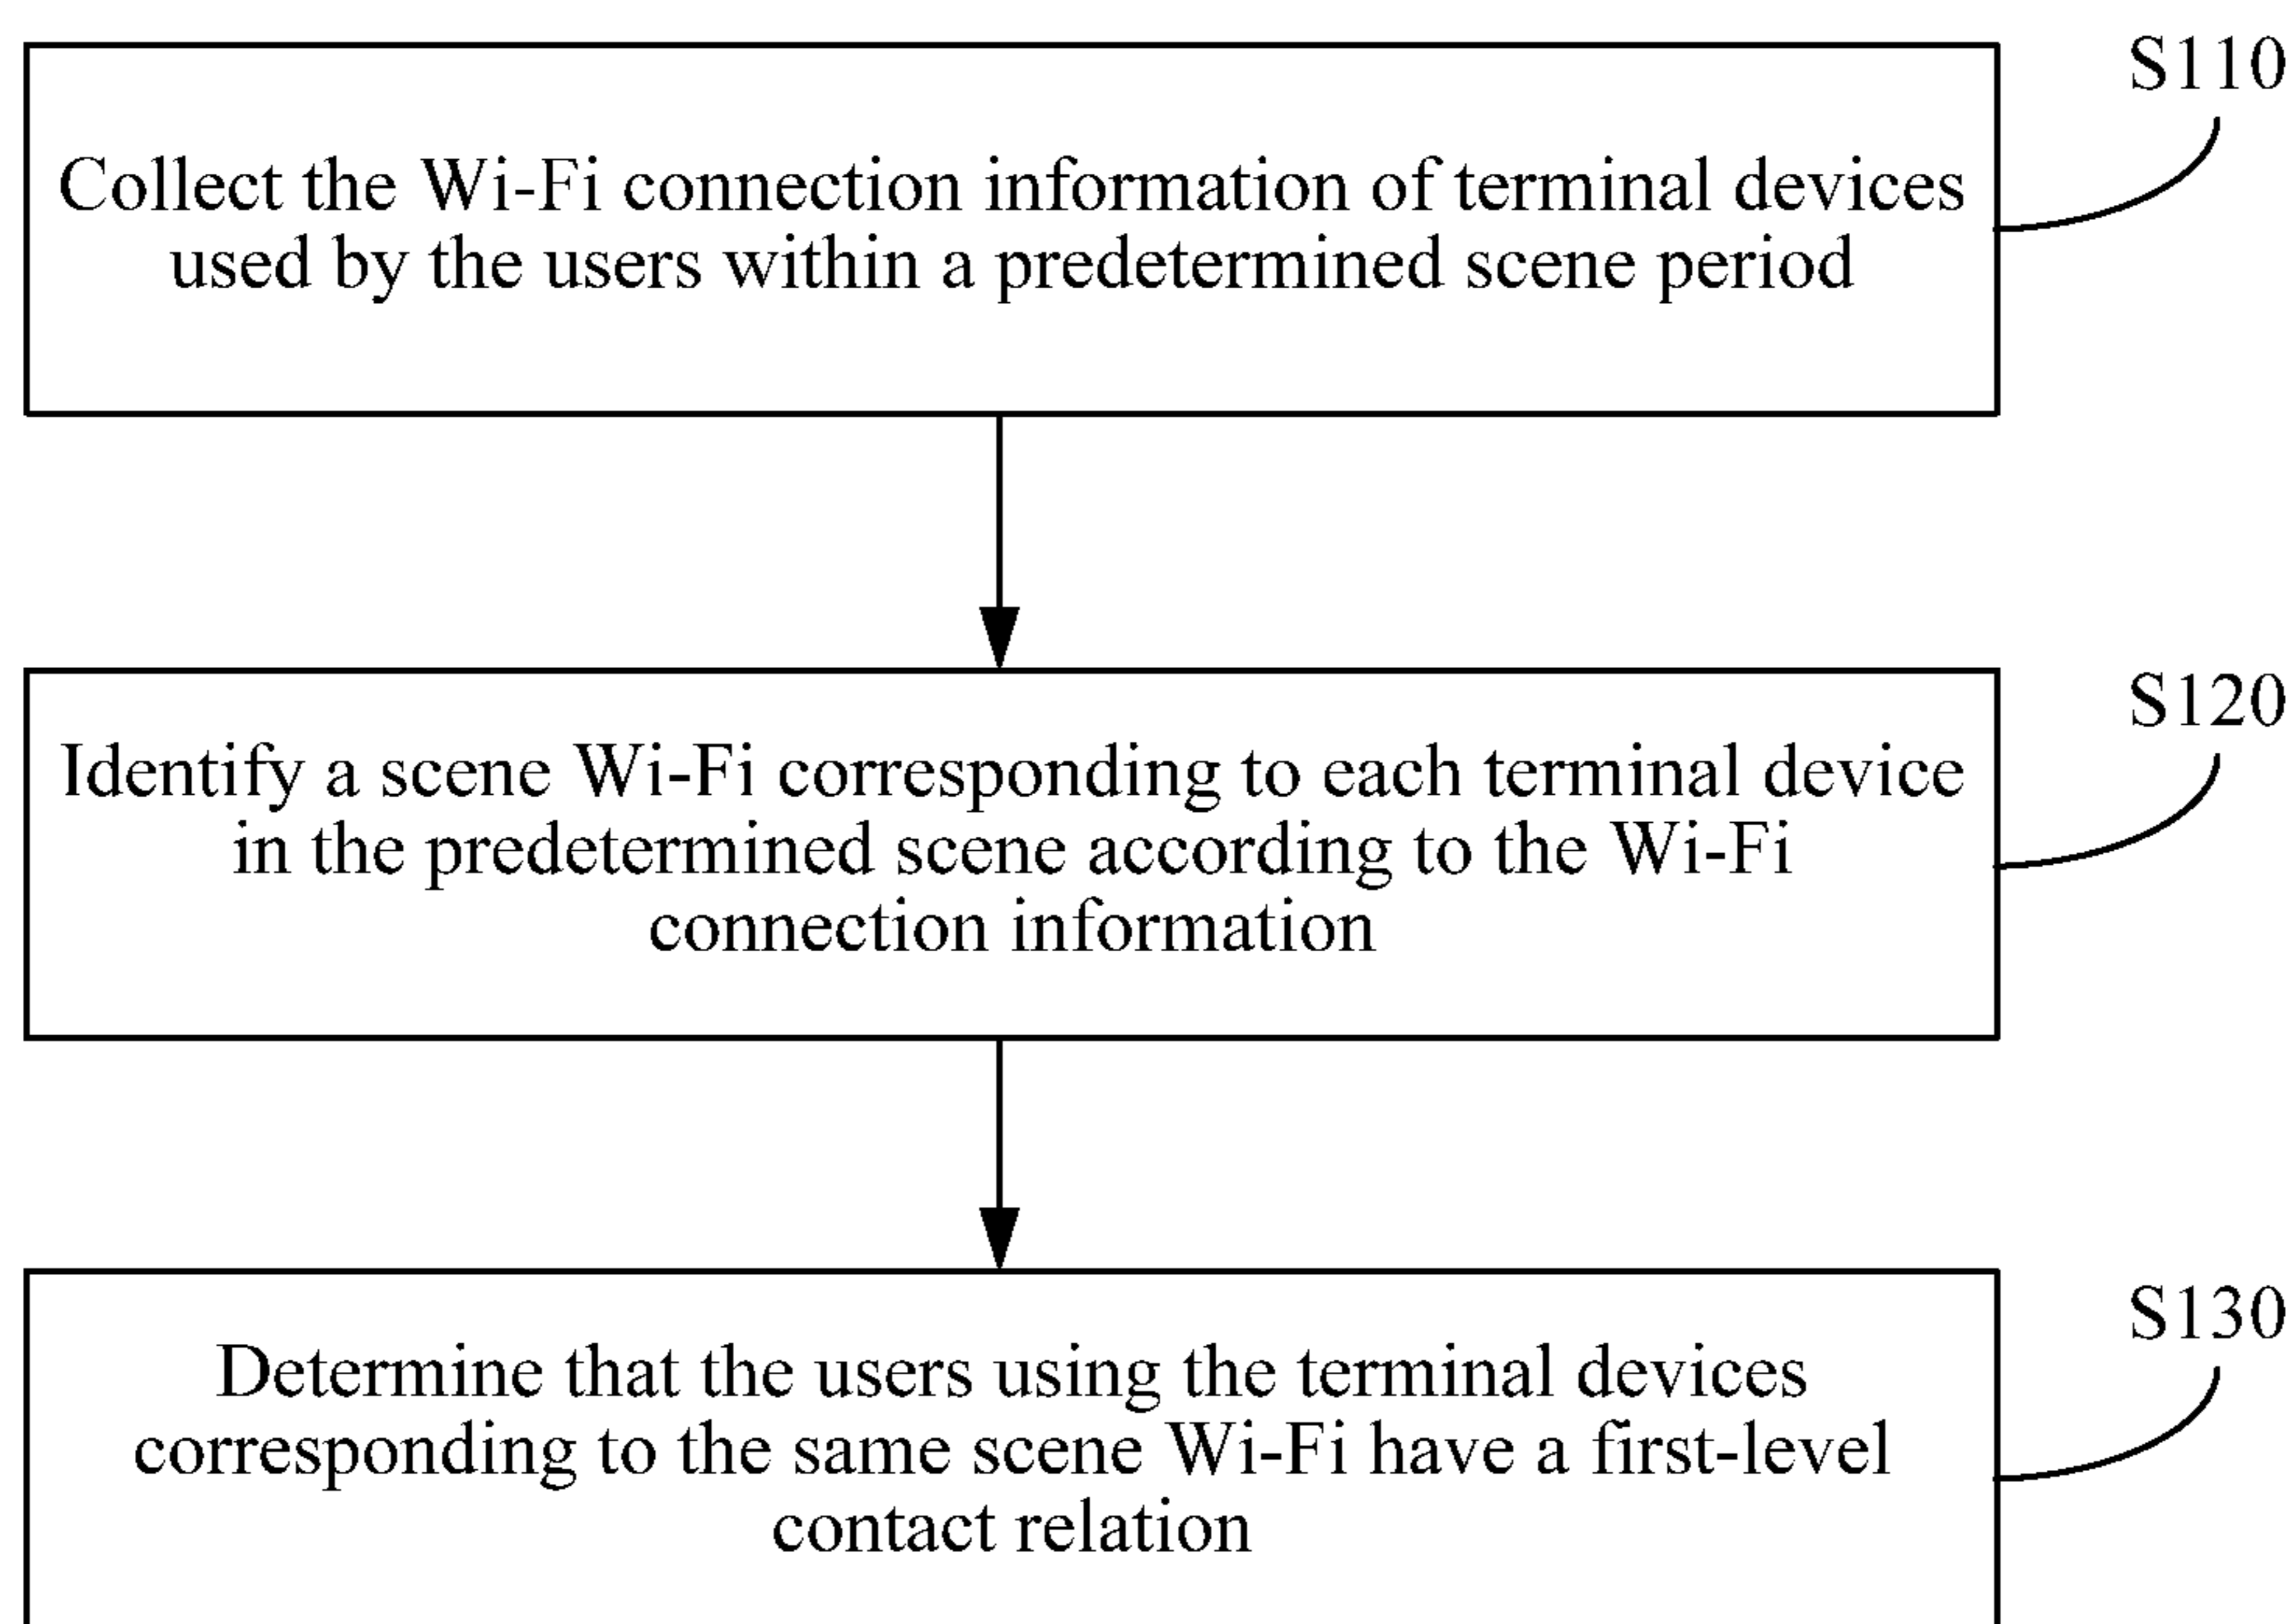 S110
Collect the Wi-Fi connection information of terminal devices
used by the users within a predetermined scene period
S120
Identify a scene Wi-Fi corresponding to each terminal device
in the predetermined scene according to the Wi-Fi
connection information
S130
Determine that the users using the terminal devices
corresponding to the same scene Wi-Fi have a first-level
contact relation